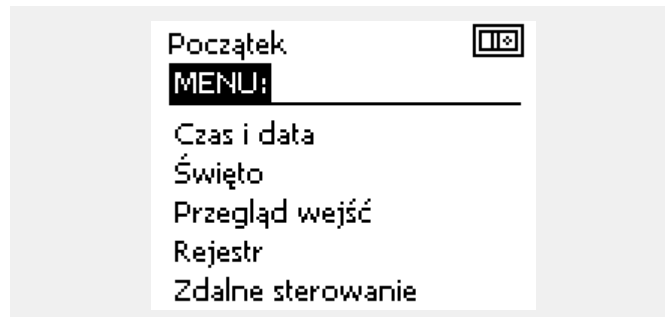 Początek
MENU:
Czas i data
Święto
Przegląd wejść
Rejestr
Zdalne sterowanie